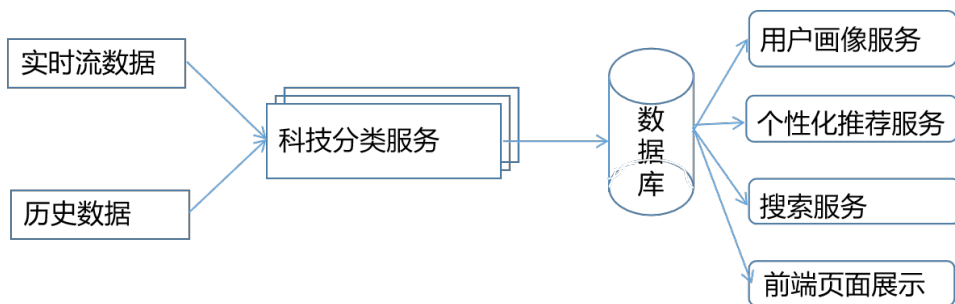 实时流数据
历史数据
科技分类服务
数
据
库
用户画像服务
个性化推荐服务
搜索服务
前端页面展示